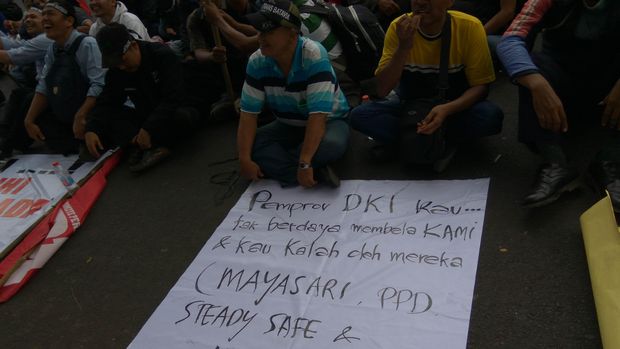 Pemprov DKI Kau...
tak berdaya membela KAMI
& Kau Kalah oleh mereka
(MAYASARI, PPD,
STEADY SAFE &